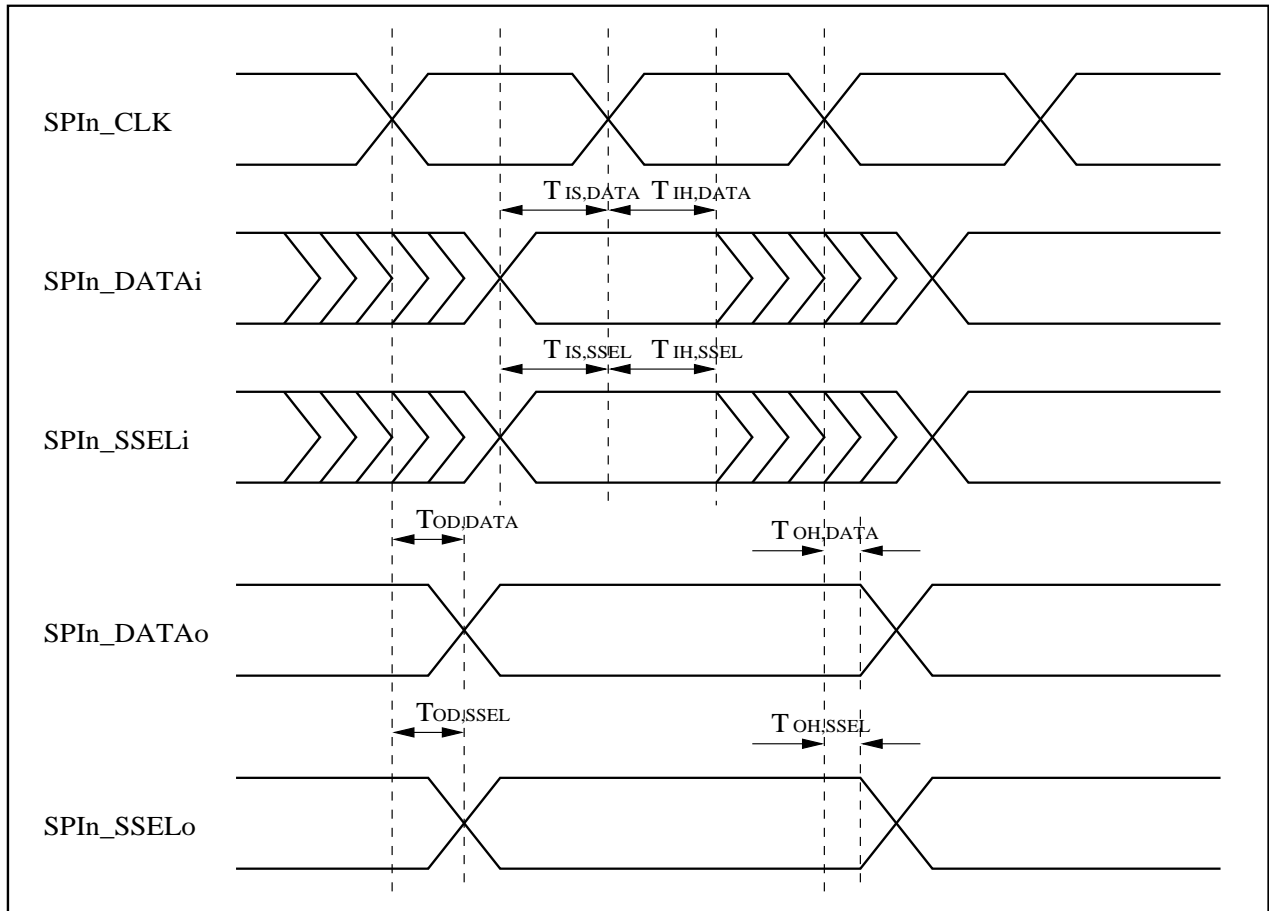 SPIn_CLK
T IS,DATA T IH,DATA
SPIn_DATAi
T IS,SSEL T IH,SSEL
SPIn_SSELi
TOD,DATA T OH,DATA
SPIn_DATAo
TOD,SSEL T OH,SSEL
SPIn_SSELo